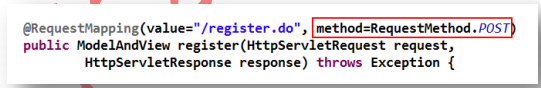 @RequestMapping(value="/register.do", method=RequestMethod.POST)
public ModelAndView register(HttpServletRequest request,
HttpServletResponse response) throws Exception {